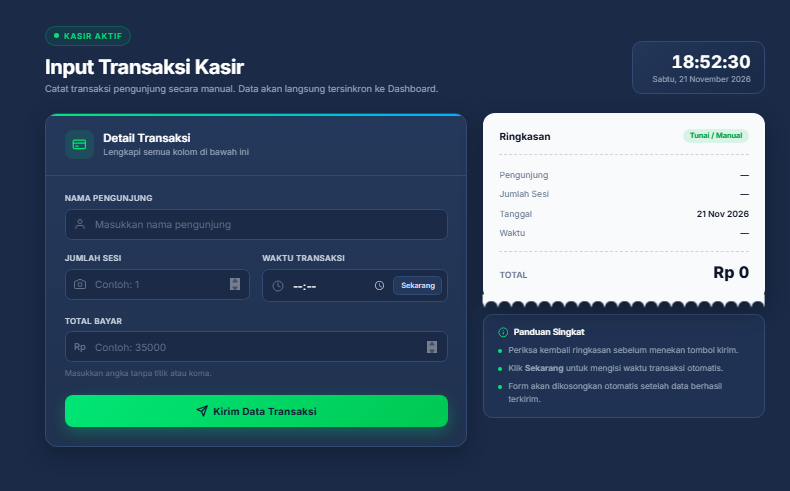 KASIR AKTIF
Input Transaksi Kasir
Catat transaksi pengunjung secara manual. Data akan langsung tersinkron ke Dashboard.
18:52:30
Sabtu, 21 November 2026
Detail Transaksi
Lengkapi semua kolom di bawah ini
NAMA PENGUNJUNG
Masukkan nama pengunjung
JUMLAH SESI
Contoh: 1
WAKTU TRANSAKSI
--:--
Sekarang
TOTAL BAYAR
Rp Contoh: 35000
Masukkan angka tanpa titik atau koma.
Kirim Data Transaksi
Ringkasan
Tunai / Manual
Pengunjung —
Jumlah Sesi —
Tanggal 21 Nov 2026
Waktu —
TOTAL Rp 0
Panduan Singkat
Periksa kembali ringkasan sebelum menekan tombol kirim.
Klik Sekarang untuk mengisi waktu transaksi otomatis.
Form akan dikosongkan otomatis setelah data berhasil
terkirim.